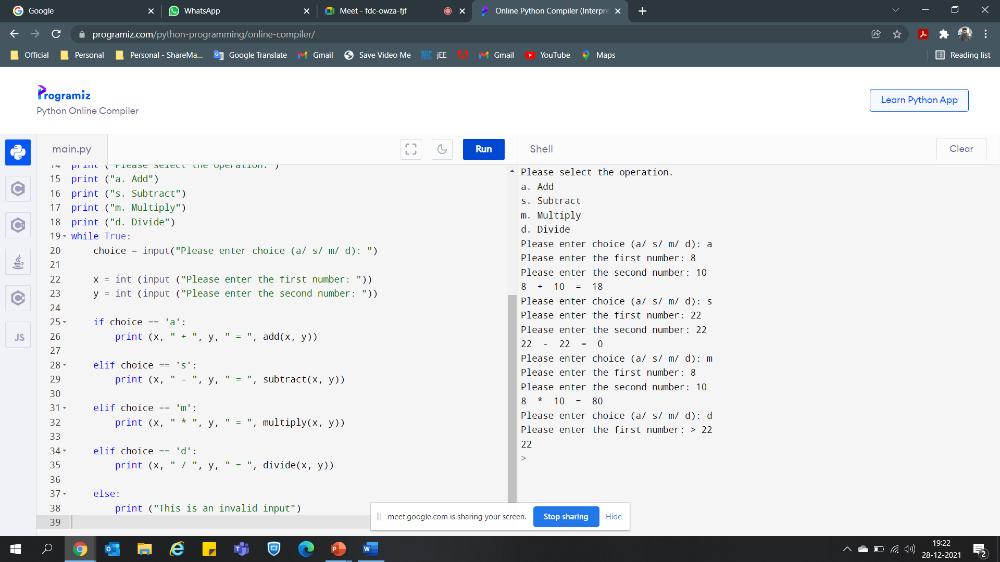 Google
WhatsApp
Meet - fdc-owza-fjf
Online Python Compiler (Interpre
programiz.com/python-programming/online-compiler/
Official
Personal
Personal - ShareMa...
Google Translate
Gmail
Save Video Me
jEE
Gmail
YouTube
Maps
Reading list
Programiz
Python Online Compiler
Learn Python App
main.py
Run
Shell
Clear
14 print ("Please select the operation.")
15 print ("a. Add")
16 print ("s. Subtract")
17 print ("m. Multiply")
18 print ("d. Divide")
19 while True:
20 choice = input("Please enter choice (a/ s/ m/ d): ")
21
22 x = int (input ("Please enter the first number: "))
23 y = int (input ("Please enter the second number: "))
24
25 if choice == 'a':
26 print (x, " + ", y, " = ", add(x, y))
27
28 elif choice == 's':
29 print (x, " - ", y, " = ", subtract(x, y))
30
31 elif choice == 'm':
32 print (x, " * ", y, " = ", multiply(x, y))
33
34 elif choice == 'd':
35 print (x, " / ", y, " = ", divide(x, y))
36
37 else:
38 print ("This is an invalid input")
39
JS
Please select the operation.
a. Add
s. Subtract
m. Multiply
d. Divide
Please enter choice (a/ s/ m/ d): a
Please enter the first number: 8
Please enter the second number: 10
8  +  10  =  18
Please enter choice (a/ s/ m/ d): s
Please enter the first number: 22
Please enter the second number: 22
22  -  22  =  0
Please enter choice (a/ s/ m/ d): m
Please enter the first number: 8
Please enter the second number: 10
8  *  10  =  80
Please enter choice (a/ s/ m/ d): d
Please enter the first number: > 22
22
>
meet.google.com is sharing your screen.
Stop sharing
Hide
19:22
28-12-2021
2